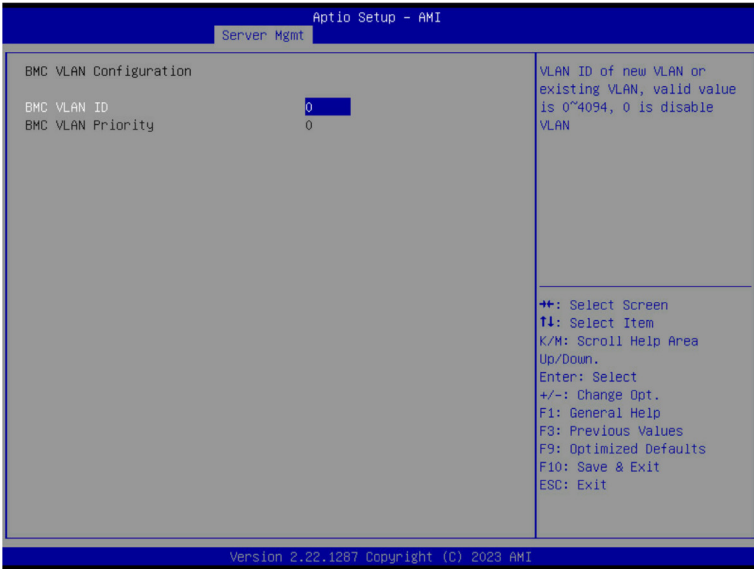 Aptio Setup – AMI
Server Mgmt
BMC VLAN Configuration
BMC VLAN ID 0
BMC VLAN Priority 0
VLAN ID of new VLAN or
existing VLAN, valid value
is 0~4094, 0 is disable
VLAN
→←: Select Screen
↑↓: Select Item
K/M: Scroll Help Area
Up/Down.
Enter: Select
+/-: Change Opt.
F1: General Help
F3: Previous Values
F9: Optimized Defaults
F10: Save & Exit
ESC: Exit
Version 2.22.1287 Copyright (C) 2023 AMI